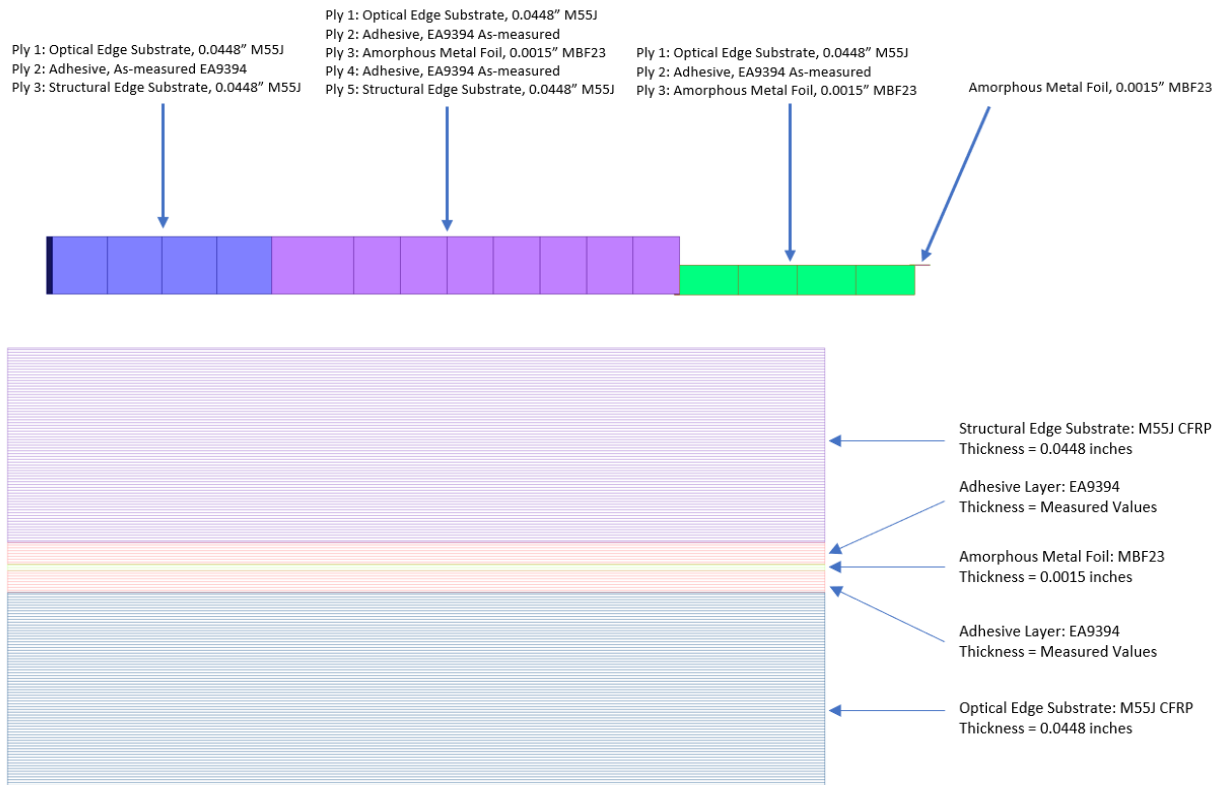 Ply 1: Optical Edge Substrate, 0.0448” M55J
Ply 2: Adhesive, As-measured EA9394
Ply 3: Structural Edge Substrate, 0.0448” M55J
Ply 1: Optical Edge Substrate, 0.0448” M55J
Ply 2: Adhesive, EA9394 As-measured
Ply 3: Amorphous Metal Foil, 0.0015” MBF23
Ply 4: Adhesive, EA9394 As-measured
Ply 5: Structural Edge Substrate, 0.0448” M55J
Ply 1: Optical Edge Substrate, 0.0448” M55J
Ply 2: Adhesive, EA9394 As-measured
Ply 3: Amorphous Metal Foil, 0.0015” MBF23
Amorphous Metal Foil, 0.0015” MBF23
Structural Edge Substrate: M55J CFRP
Thickness = 0.0448 inches
Adhesive Layer: EA9394
Thickness = Measured Values
Amorphous Metal Foil: MBF23
Thickness = 0.0015 inches
Adhesive Layer: EA9394
Thickness = Measured Values
Optical Edge Substrate: M55J CFRP
Thickness = 0.0448 inches